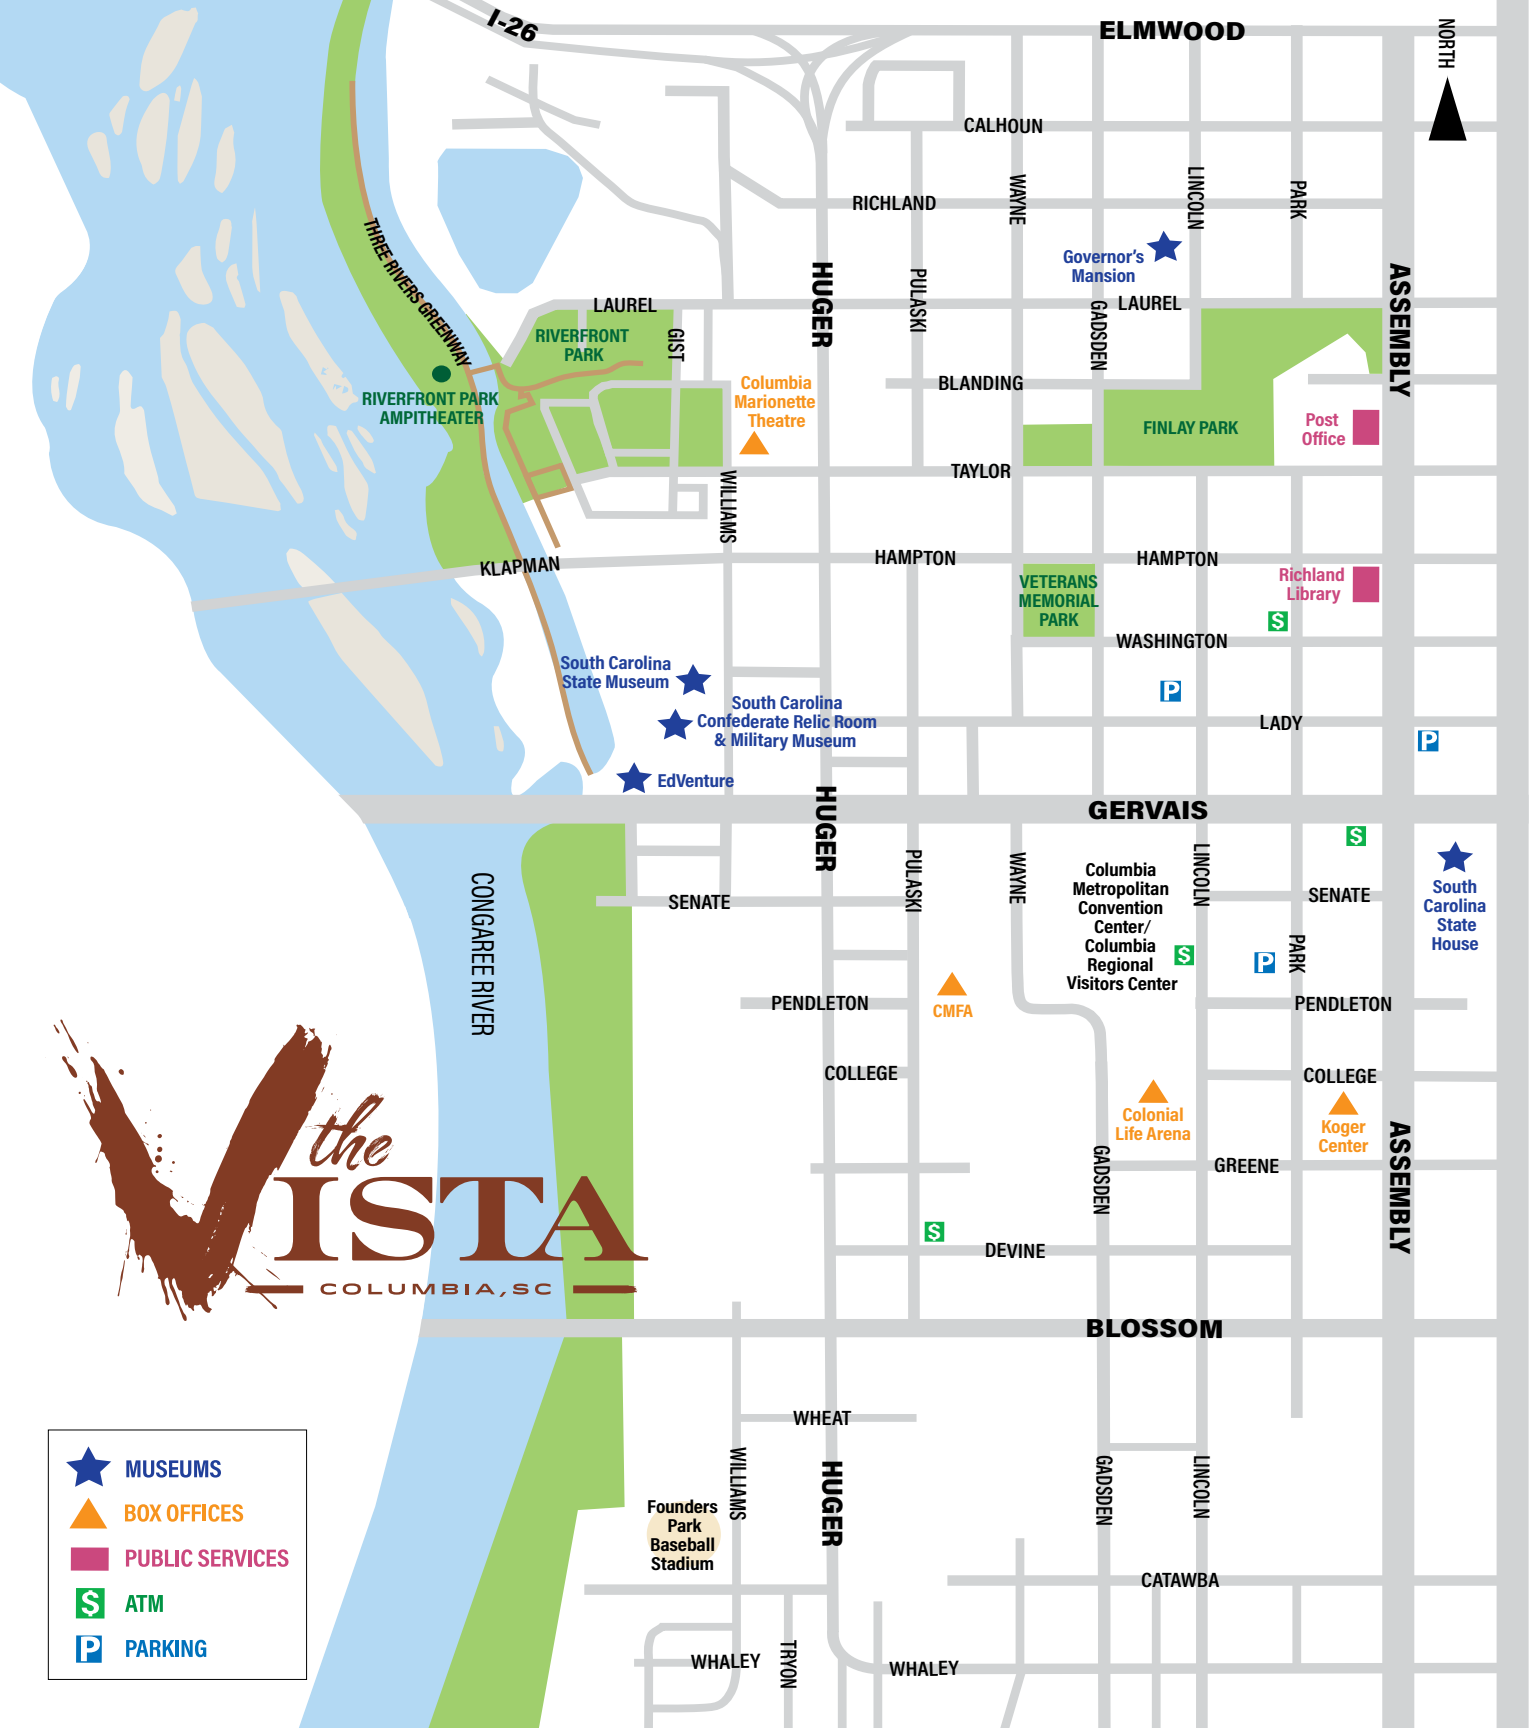 I-26
ELMWOOD
NORTH
CALHOUN
RICHLAND
WAYNE
LINCOLN
PARK
THREE RIVERS GREENWAY
Governor's
Mansion
HUGER
PULASKI
ASSEMBLY
LAUREL
LAUREL
GADSDEN
RIVERFRONT
PARK
GIST
RIVERFRONT PARK
AMPITHEATER
Columbia
Marionette
Theatre
BLANDING
FINLAY PARK
Post
Office
TAYLOR
WILLIAMS
KLAPMAN
HAMPTON
HAMPTON
VETERANS
MEMORIAL
PARK
Richland
Library
$
WASHINGTON
South Carolina
State Museum
P
South Carolina
Confederate Relic Room
& Military Museum
LADY
P
EdVenture
HUGER
GERVAIS
$
CONGAREE RIVER
PULASKI
WAYNE
Columbia
Metropolitan
Convention
Center/
Columbia
Regional
Visitors Center
LINCOLN
South
Carolina
State
House
SENATE
SENATE
$
P
PARK
PENDLETON
CMFA
PENDLETON
COLLEGE
COLLEGE
Colonial
Life Arena
Koger
Center
the
VISTA
COLUMBIA, SC
GADSDEN
GREENE
ASSEMBLY
$
DEVINE
BLOSSOM
WHEAT
WILLIAMS
HUGER
GADSDEN
LINCOLN
Founders
Park
Baseball
Stadium
CATAWBA
WHALEY
TRYON
WHALEY
MUSEUMS
BOX OFFICES
PUBLIC SERVICES
$ ATM
P PARKING